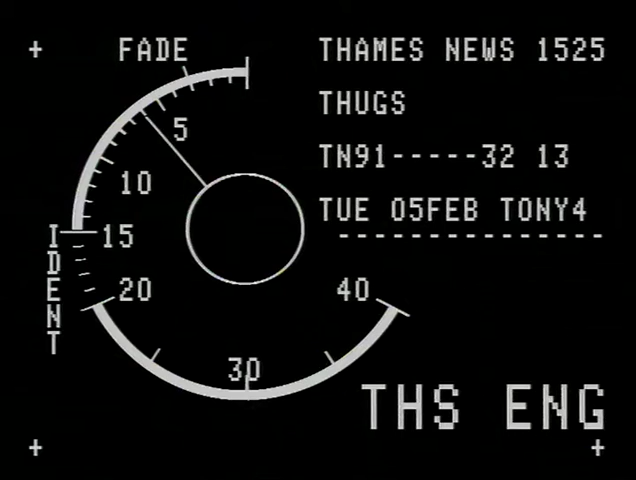 FADE
THAMES NEWS 1525
THUGS
TN91-----32 13
TUE 05FEB TONY4
---------------
5
10
15
20
30
40
IDENT
THS ENG